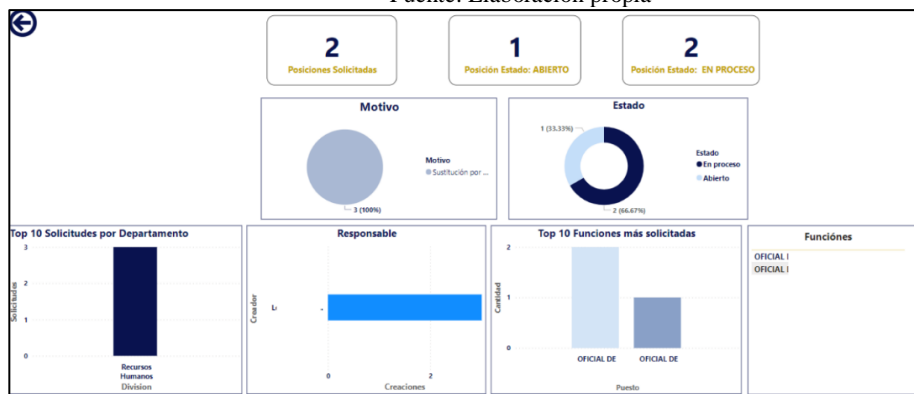 Fuente: Elaboración propia
2
Posiciones Solicitadas
1
Posición Estado: ABIERTO
2
Posición Estado: EN PROCESO
Motivo
Motivo
Sustitución por ...
3 (100%)
Estado
1 (33.33%)
Estado
En proceso
Abierto
2 (66.67%)
Top 10 Solicitudes por Departamento
Solicitudes
3
2
1
0
Recursos
Humanos
Division
Responsable
Creador
0
2
Creaciones
Top 10 Funciones más solicitadas
Cantidad
2
1
0
OFICIAL DE
OFICIAL DE
Puesto
Funciónes
OFICIAL
OFICIAL